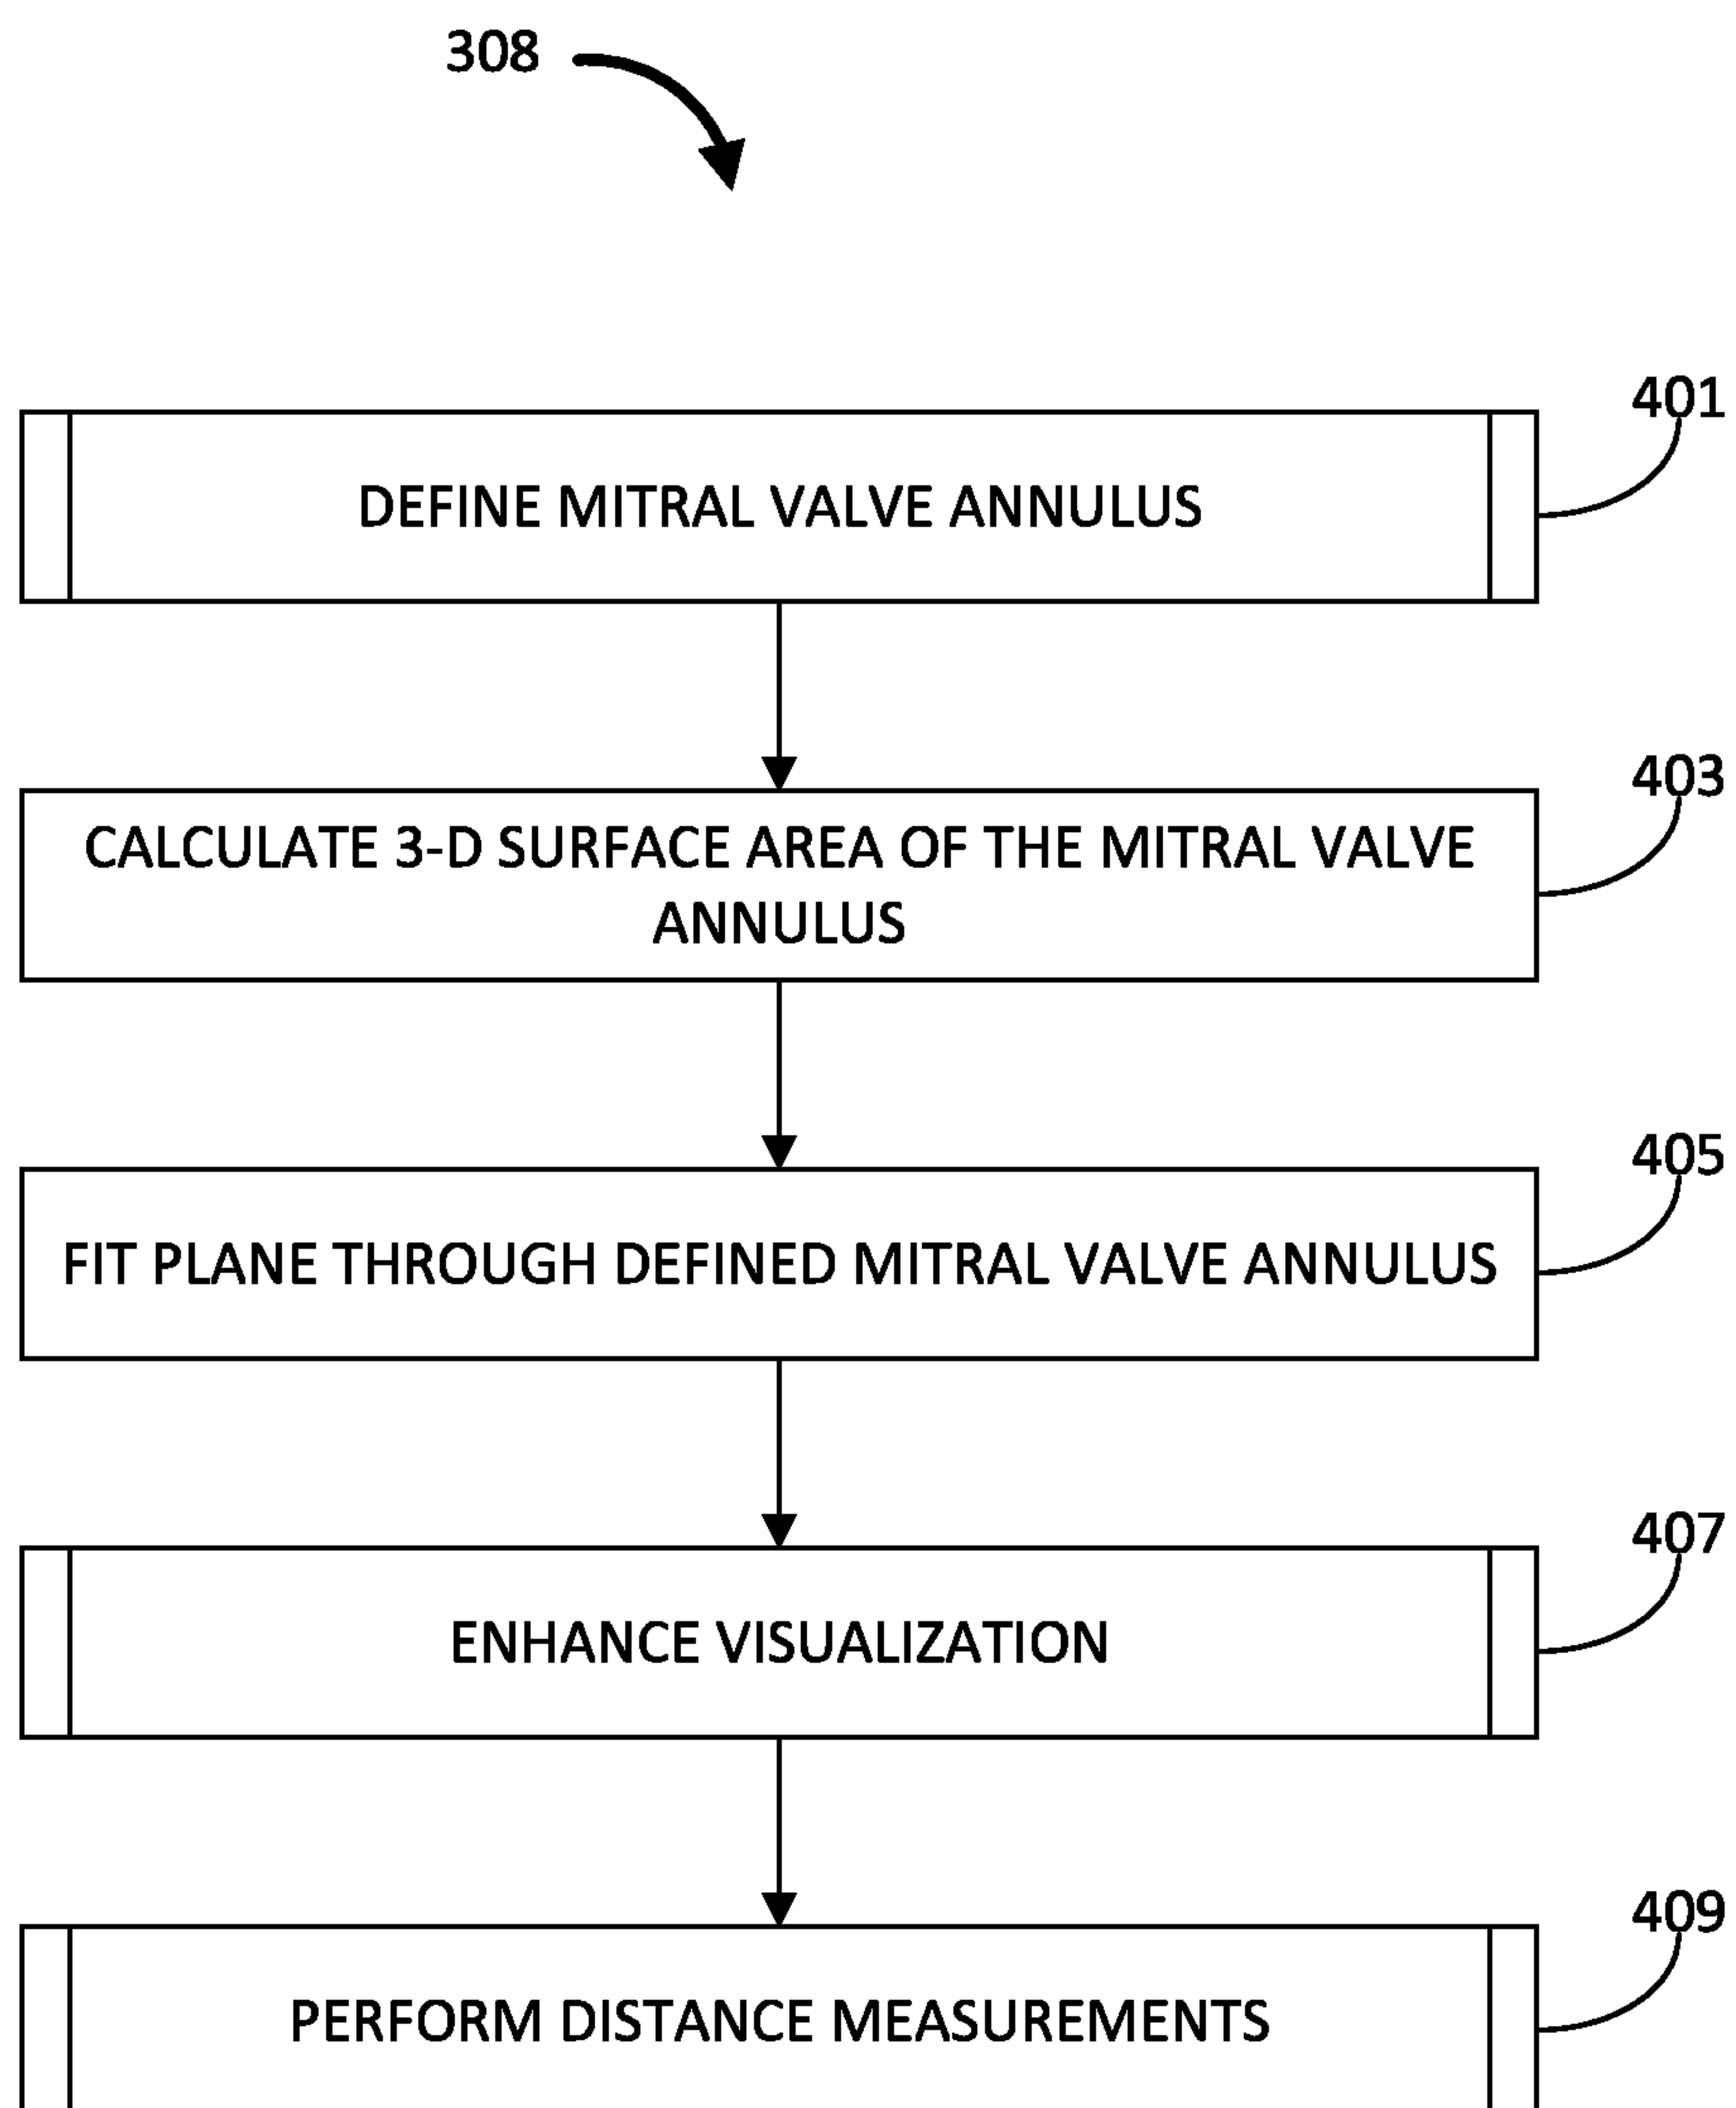 308
401
DEFINE MITRAL VALVE ANNULUS
403
CALCULATE 3-D SURFACE AREA OF THE MITRAL VALVE
ANNULUS
405
FIT PLANE THROUGH DEFINED MITRAL VALVE ANNULUS
407
ENHANCE VISUALIZATION
409
PERFORM DISTANCE MEASUREMENTS